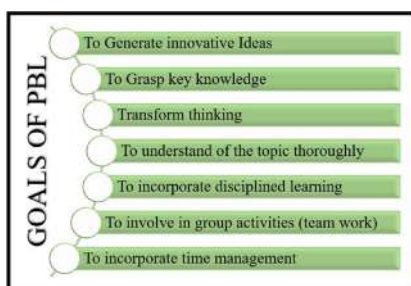 GOALS OF PBL
To Generate innovative Ideas
To Grasp key knowledge
Transform thinking
To understand of the topic thoroughly
To incorporate disciplined learning
To involve in group activities (team work)
To incorporate time management